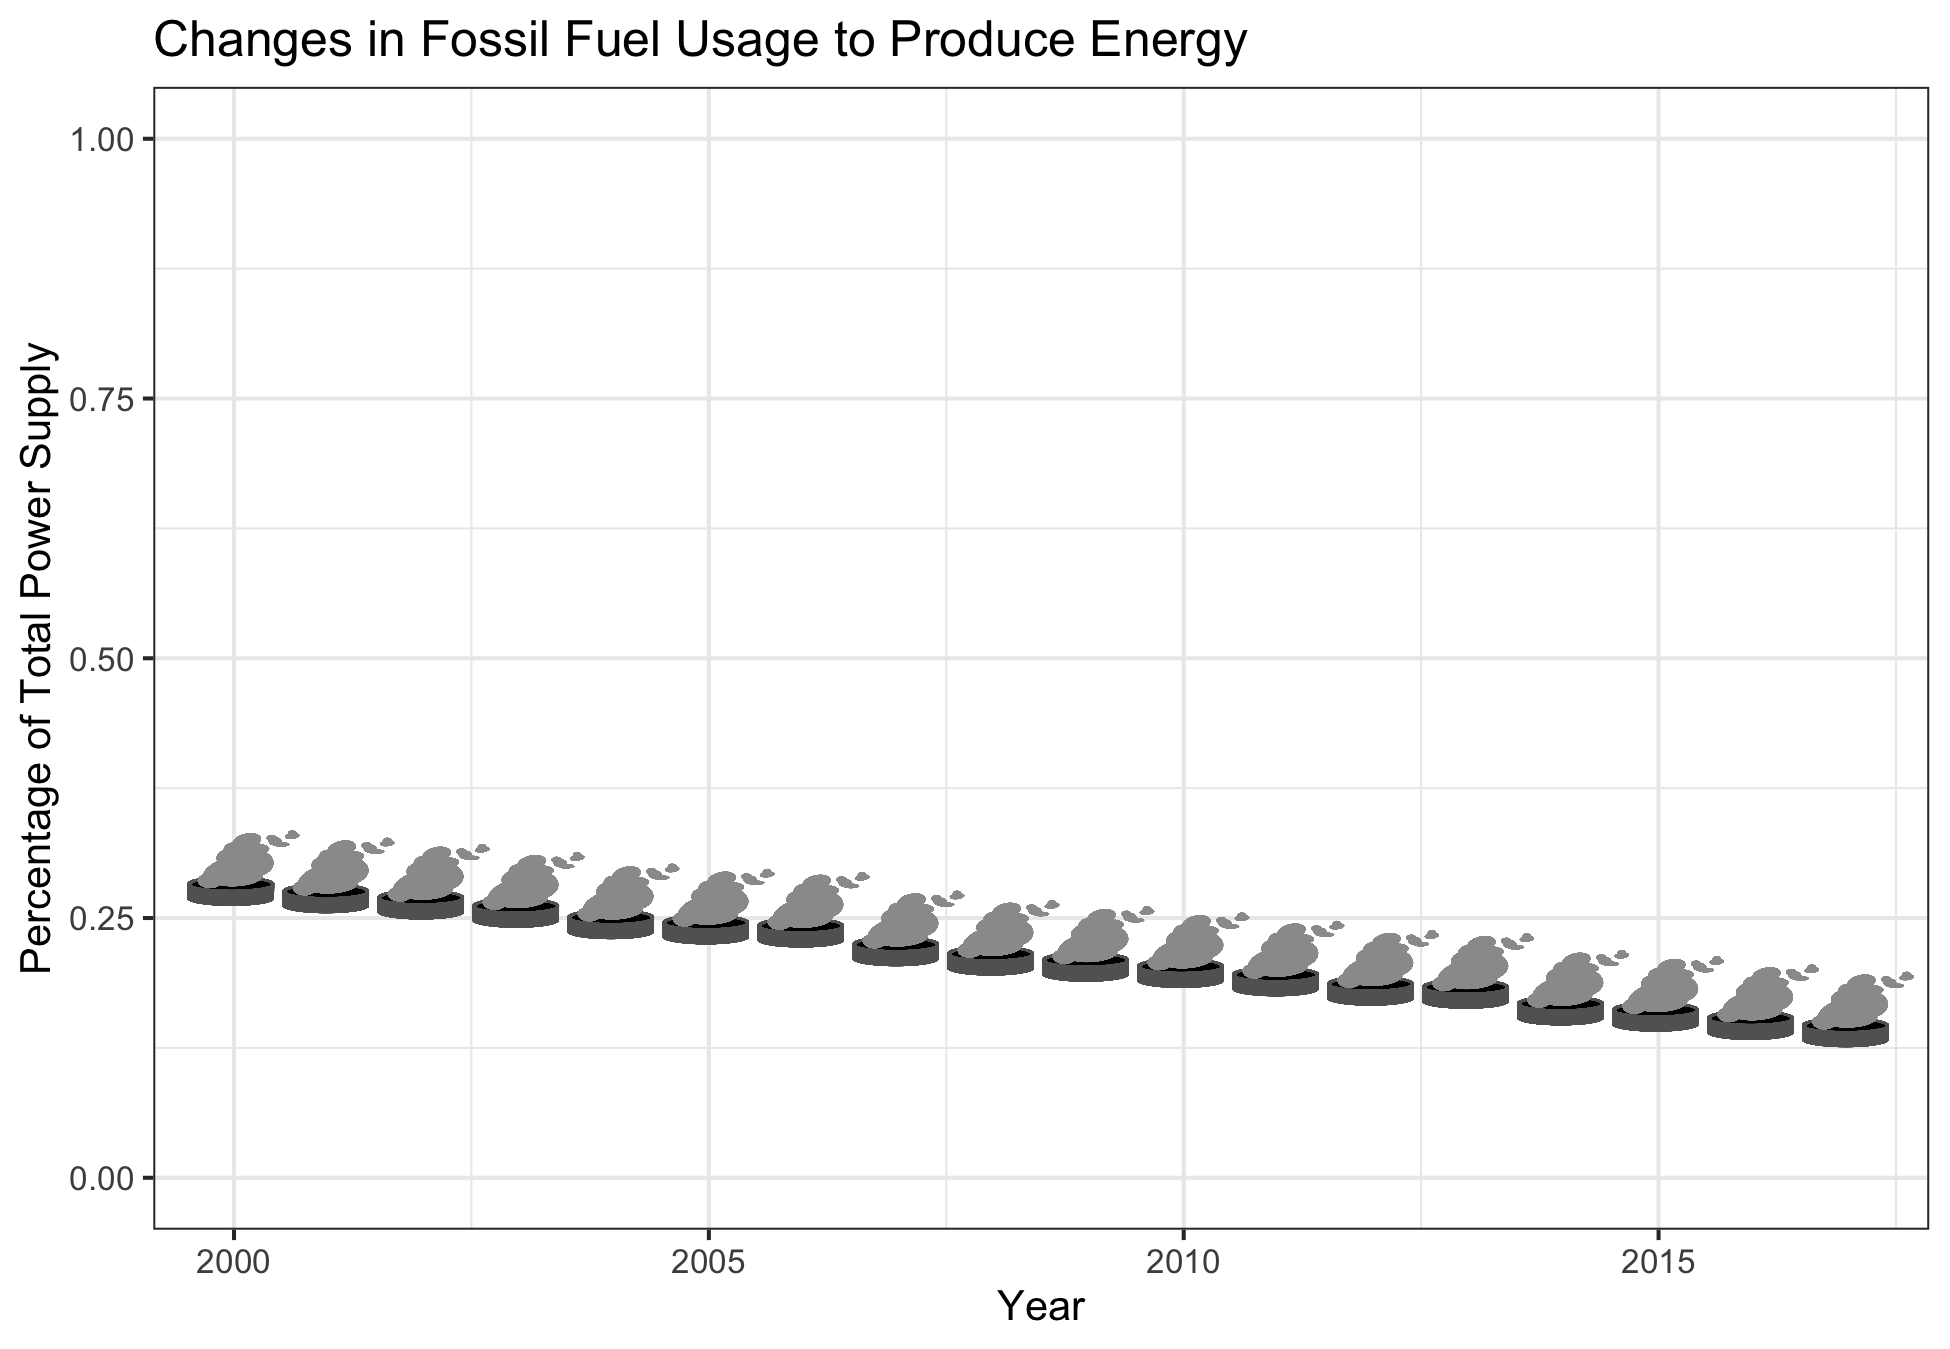 Changes in Fossil Fuel Usage to Produce Energy
Percentage of Total Power Supply
1.00
0.75
0.50
0.25
0.00
2000 2005 2010 2015
Year